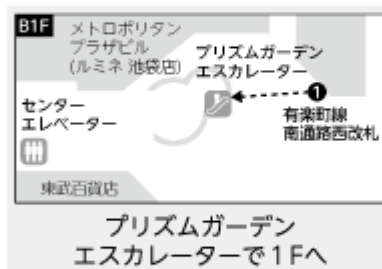 B1F
メトロポリタン
プラザビル
(ルミネ 池袋店)
プリズムガーデン
エスカレーター
❶
有楽町線
南通路西改札
センター
エレベーター
東武百貨店
プリズムガーデン
エスカレーターで1Fへ